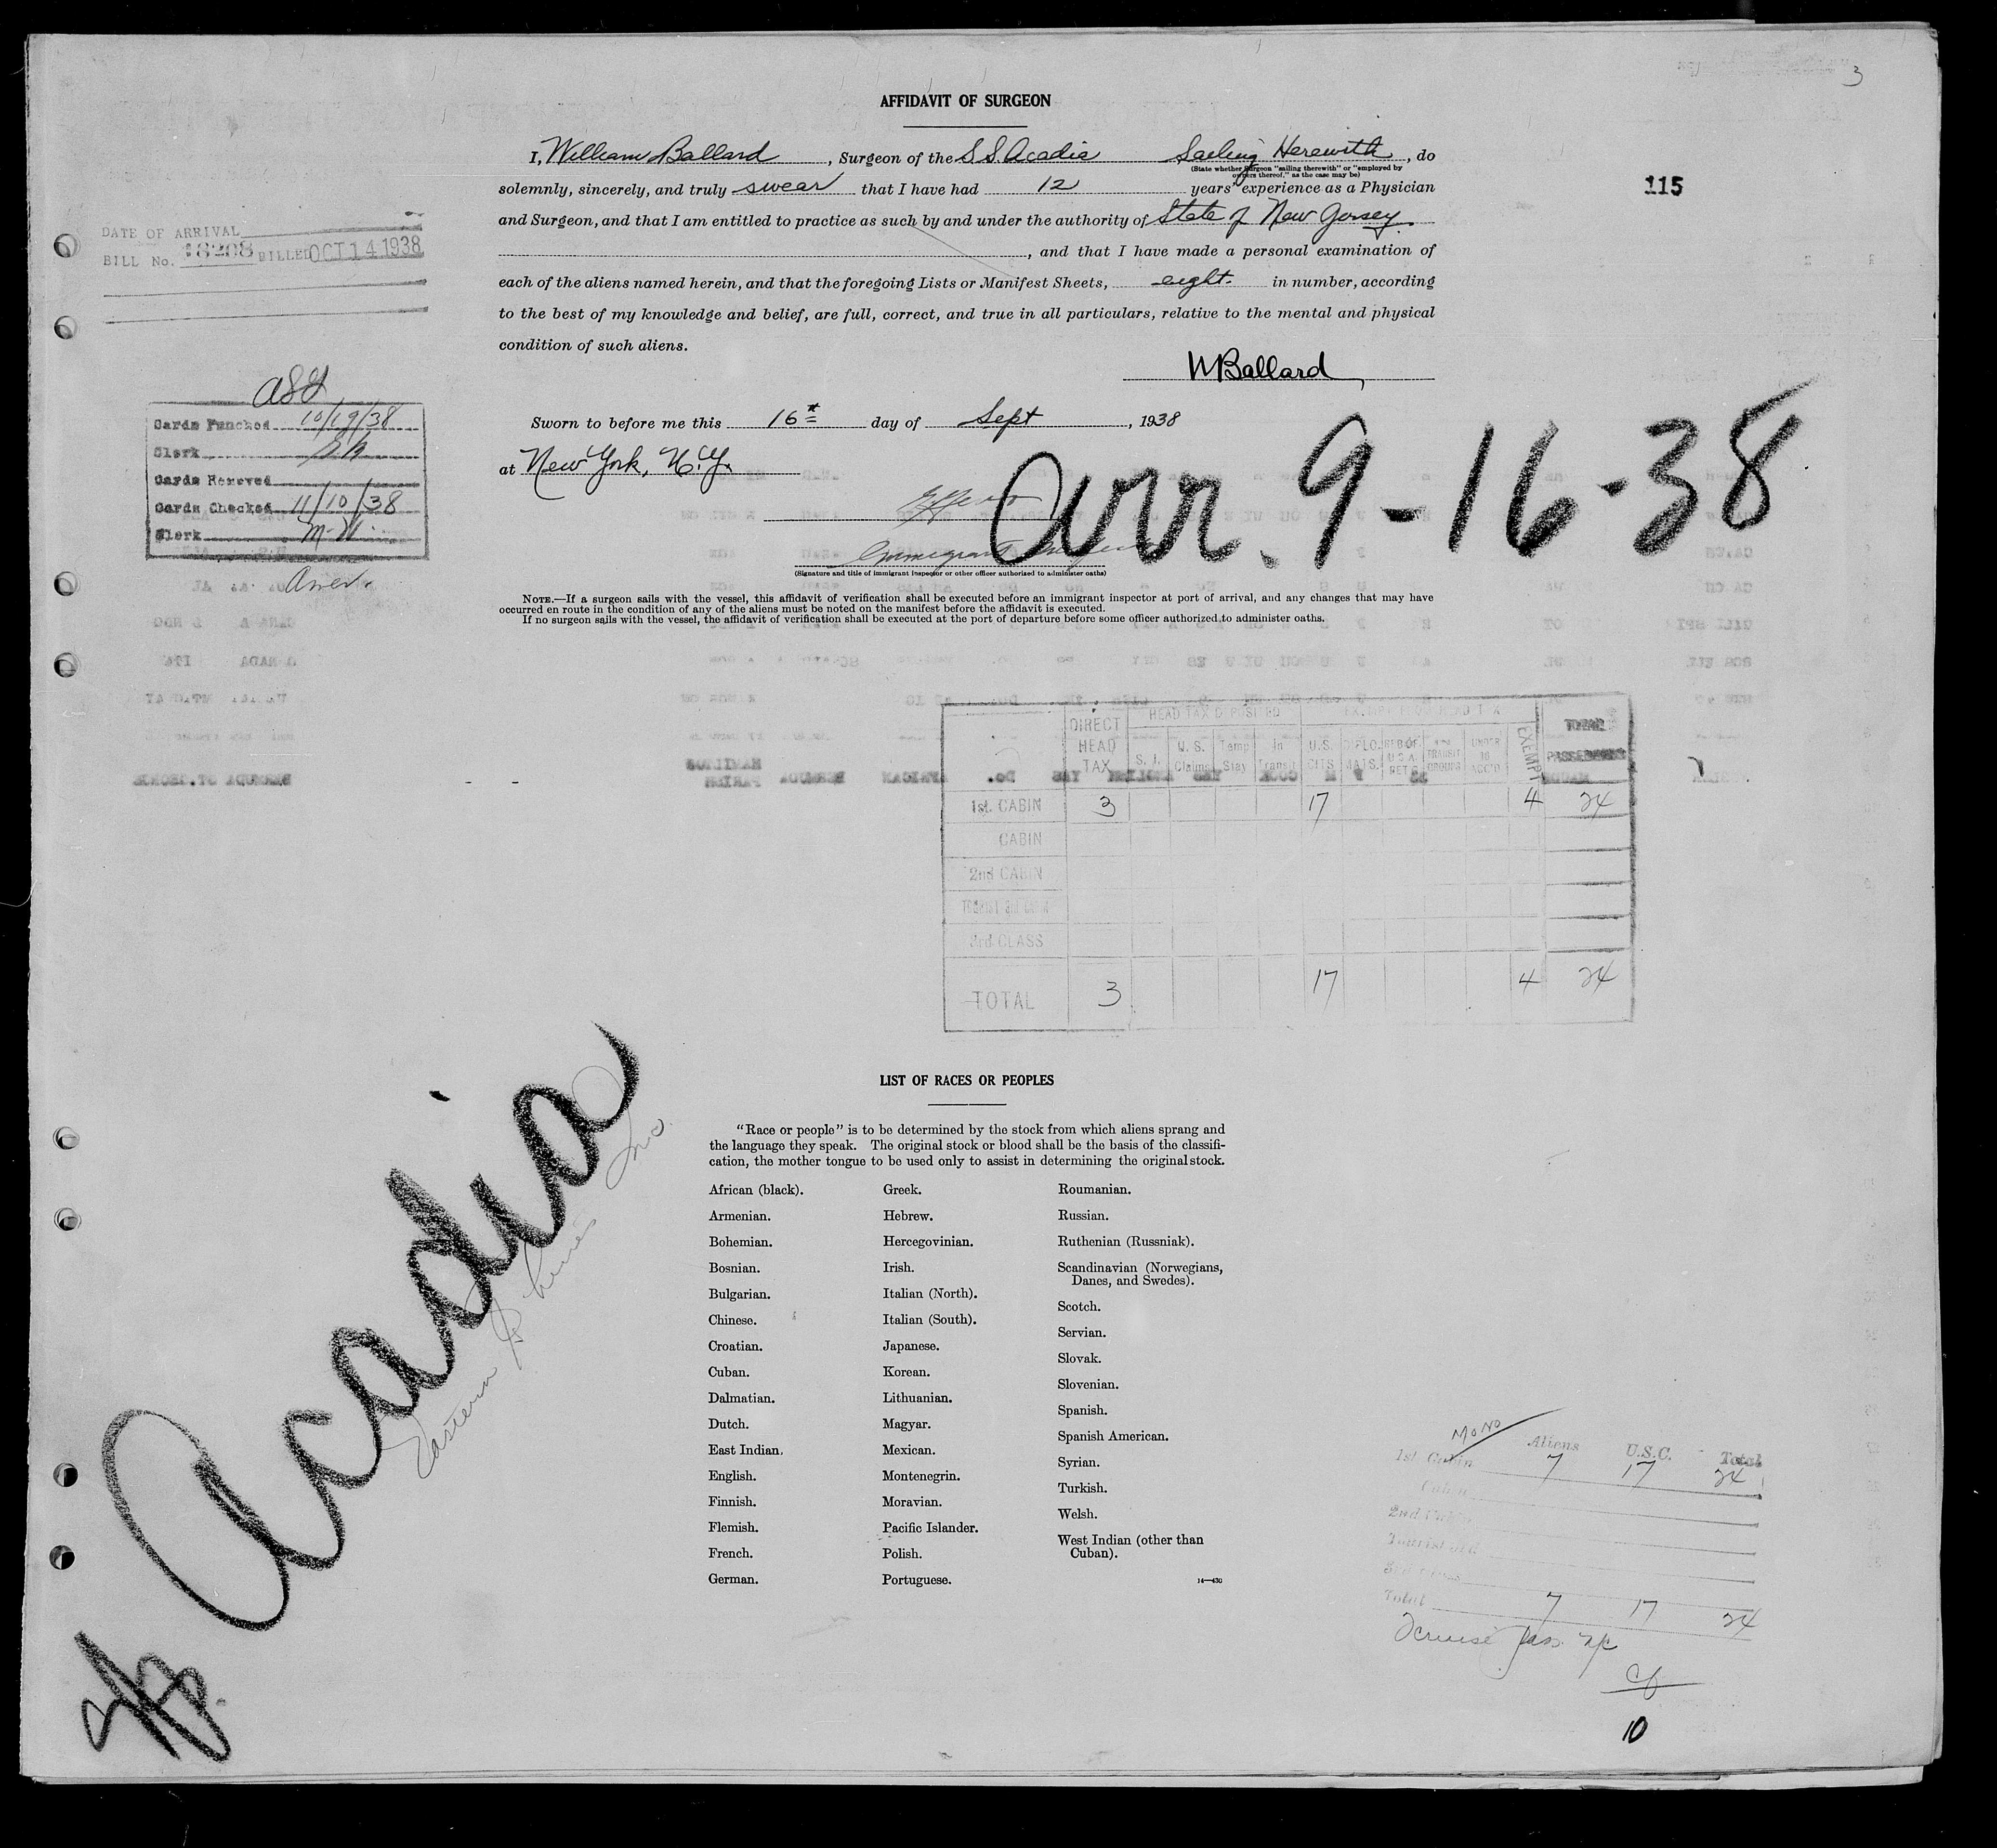 3
AFFIDAVIT OF SURGEON
I, William Ballard, Surgeon of the S.S. Acadia Sailing Herewith, do
(State whether surgeon "sailing therewith" or "employed by
owners thereof," as the case may be)
solemnly, sincerely, and truly swear that I have had 12 years' experience as a Physician
115
and Surgeon, and that I am entitled to practice as such by and under the authority of State of New Jersey
, and that I have made a personal examination of
each of the aliens named herein, and that the foregoing Lists or Manifest Sheets, eight. in number, according
to the best of my knowledge and belief, are full, correct, and true in all particulars, relative to the mental and physical
condition of such aliens.
W Ballard
Sworn to before me this 16th day of Sept, 1938
at New York, N.Y.
Arr. 9-16-38
(Signature and title of immigrant inspector or other officer authorized to administer oaths)
NOTE.—If a surgeon sails with the vessel, this affidavit of verification shall be executed before an immigrant inspector at port of arrival, and any changes that may have
occurred en route in the condition of any of the aliens must be noted on the manifest before the affidavit is executed.
If no surgeon sails with the vessel, the affidavit of verification shall be executed at the port of departure before some officer authorized to administer oaths.
DATE OF ARRIVAL
BILL No. 18208 BILLED OCT 14 1938
Cards Punched 10/19/38
Clerk
Cards Removed
Cards Checked 11/10/38
Clerk M-W
DIRECT HEAD TAX
HEAD TAX DEPOSITED
EXEMPT FROM HEAD TAX
S. I.
U. S. Claims
Temp Stay
In Transit
U.S. CITS
DIPLO. MATS.
UNDER 16 ACC'D
EXEMPT
TOTAL PASSENGERS
1st. CABIN 3 17 4 24
CABIN
2nd CABIN
3rd CLASS
TOTAL 3 17 4 24
LIST OF RACES OR PEOPLES
"Race or people" is to be determined by the stock from which aliens sprang and
the language they speak. The original stock or blood shall be the basis of the classifi-
cation, the mother tongue to be used only to assist in determining the original stock.
African (black).
Armenian.
Bohemian.
Bosnian.
Bulgarian.
Chinese.
Croatian.
Cuban.
Dalmatian.
Dutch.
East Indian.
English.
Finnish.
Flemish.
French.
German.
Greek.
Hebrew.
Hercegovinian.
Irish.
Italian (North).
Italian (South).
Japanese.
Korean.
Lithuanian.
Magyar.
Mexican.
Montenegrin.
Moravian.
Pacific Islander.
Polish.
Portuguese.
Roumanian.
Russian.
Ruthenian (Russniak).
Scandinavian (Norwegians,
Danes, and Swedes).
Scotch.
Servian.
Slovak.
Slovenian.
Spanish.
Spanish American.
Syrian.
Turkish.
Welsh.
West Indian (other than
Cuban).
14—430
Acadia
Eastern S Lines Inc
Aliens U.S.C. Total
1st Cabin 7 17 24
Cabin
2nd Cabin
Total 7 17 24
10